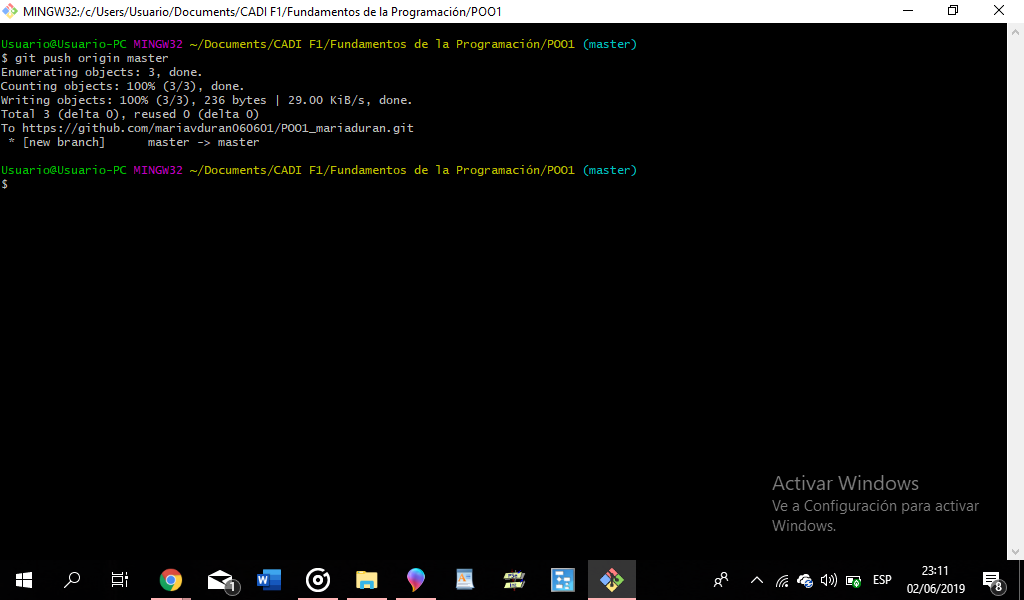 MINGW32:/c/Users/Usuario/Documents/CADI F1/Fundamentos de la Programación/POO1
Usuario@Usuario-PC MINGW32 ~/Documents/CADI F1/Fundamentos de la Programación/POO1 (master)
$ git push origin master
Enumerating objects: 3, done.
Counting objects: 100% (3/3), done.
Writing objects: 100% (3/3), 236 bytes | 29.00 KiB/s, done.
Total 3 (delta 0), reused 0 (delta 0)
To https://github.com/mariavduran060601/POO1_mariaduran.git
 * [new branch]      master -> master
Usuario@Usuario-PC MINGW32 ~/Documents/CADI F1/Fundamentos de la Programación/POO1 (master)
$
Activar Windows
Ve a Configuración para activar
Windows.
1
W
ESP
23:11
02/06/2019
8